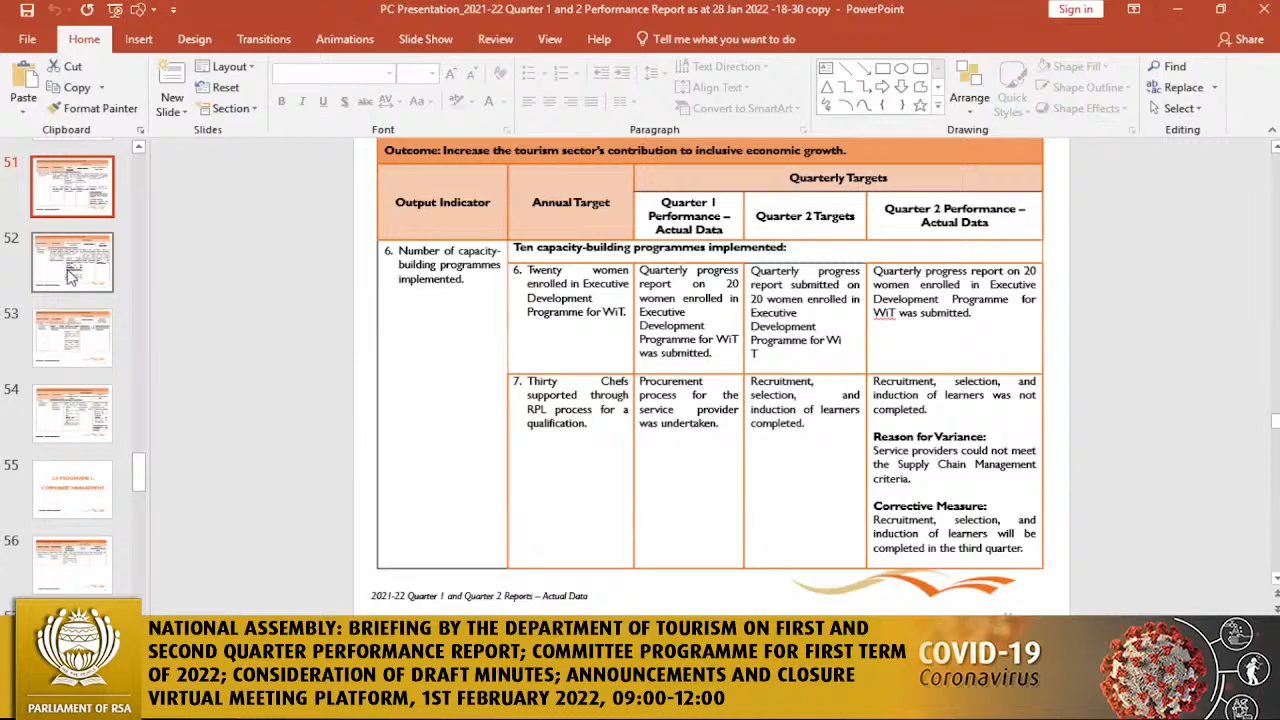 PC Presentation_2021-22 Quarter 1 and 2 Performance Report as at 28 Jan 2022 -18-30 copy - PowerPoint
Sign in
File
Home
Insert
Design
Transitions
Animations
Slide Show
Review
View
Help
Tell me what you want to do
Share
Paste
Cut
Copy
Format Painter
Clipboard
New
Slide
Layout
Reset
Section
Slides
B I U S abc AV Aa A
Font
Text Direction
Align Text
Convert to SmartArt
Paragraph
Arrange
Quick
Styles
Shape Fill
Shape Outline
Shape Effects
Drawing
Find
Replace
Select
Editing
51
52
53
54
55
56
Outcome: Increase the tourism sector's contribution to inclusive economic growth.
Output Indicator
Annual Target
Quarterly Targets
Quarter 1
Performance –
Actual Data
Quarter 2 Targets
Quarter 2 Performance –
Actual Data
6. Number of capacity-
building programmes
implemented.
Ten capacity-building programmes implemented:
6. Twenty women
enrolled in Executive
Development
Programme for WiT.
Quarterly progress
report on 20
women enrolled in
Executive
Development
Programme for WiT
was submitted.
Quarterly progress
report submitted on
20 women enrolled in
Executive
Development
Programme for Wi
T
Quarterly progress report on 20
women enrolled in Executive
Development Programme for
WiT was submitted.
7. Thirty Chefs
supported through
RPL process for a
qualification.
Procurement
process for the
service provider
was undertaken.
Recruitment,
selection, and
induction of learners
completed.
Recruitment, selection, and
induction of learners was not
completed.
Reason for Variance:
Service providers could not meet
the Supply Chain Management
criteria.
Corrective Measure:
Recruitment, selection, and
induction of learners will be
completed in the third quarter.
2021-22 Quarter 1 and Quarter 2 Reports – Actual Data
PARLIAMENT OF RSA
NATIONAL ASSEMBLY: BRIEFING BY THE DEPARTMENT OF TOURISM ON FIRST AND
SECOND QUARTER PERFORMANCE REPORT; COMMITTEE PROGRAMME FOR FIRST TERM
OF 2022; CONSIDERATION OF DRAFT MINUTES; ANNOUNCEMENTS AND CLOSURE
VIRTUAL MEETING PLATFORM, 1ST FEBRUARY 2022, 09:00-12:00
COVID-19
Coronavirus